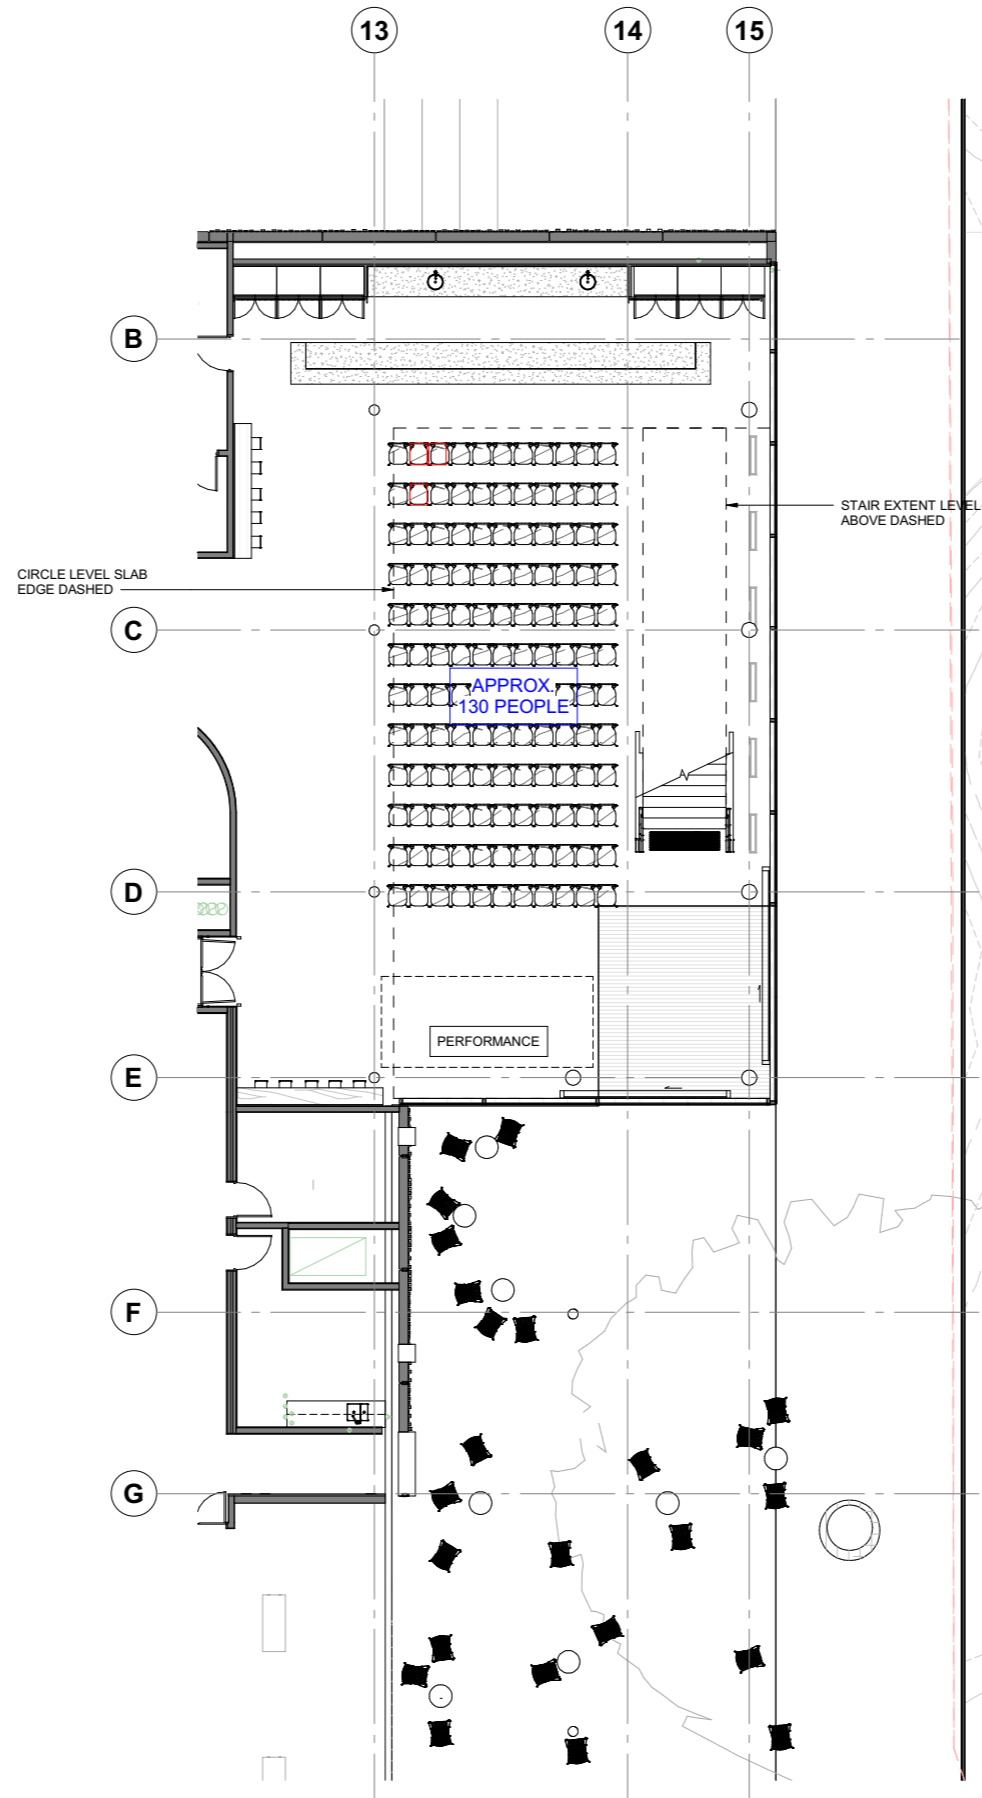 13
14
15
B
STAIR EXTENT LEVEL
ABOVE DASHED
CIRCLE LEVEL SLAB
EDGE DASHED
C
APPROX.
130 PEOPLE
D
PERFORMANCE
E
F
G